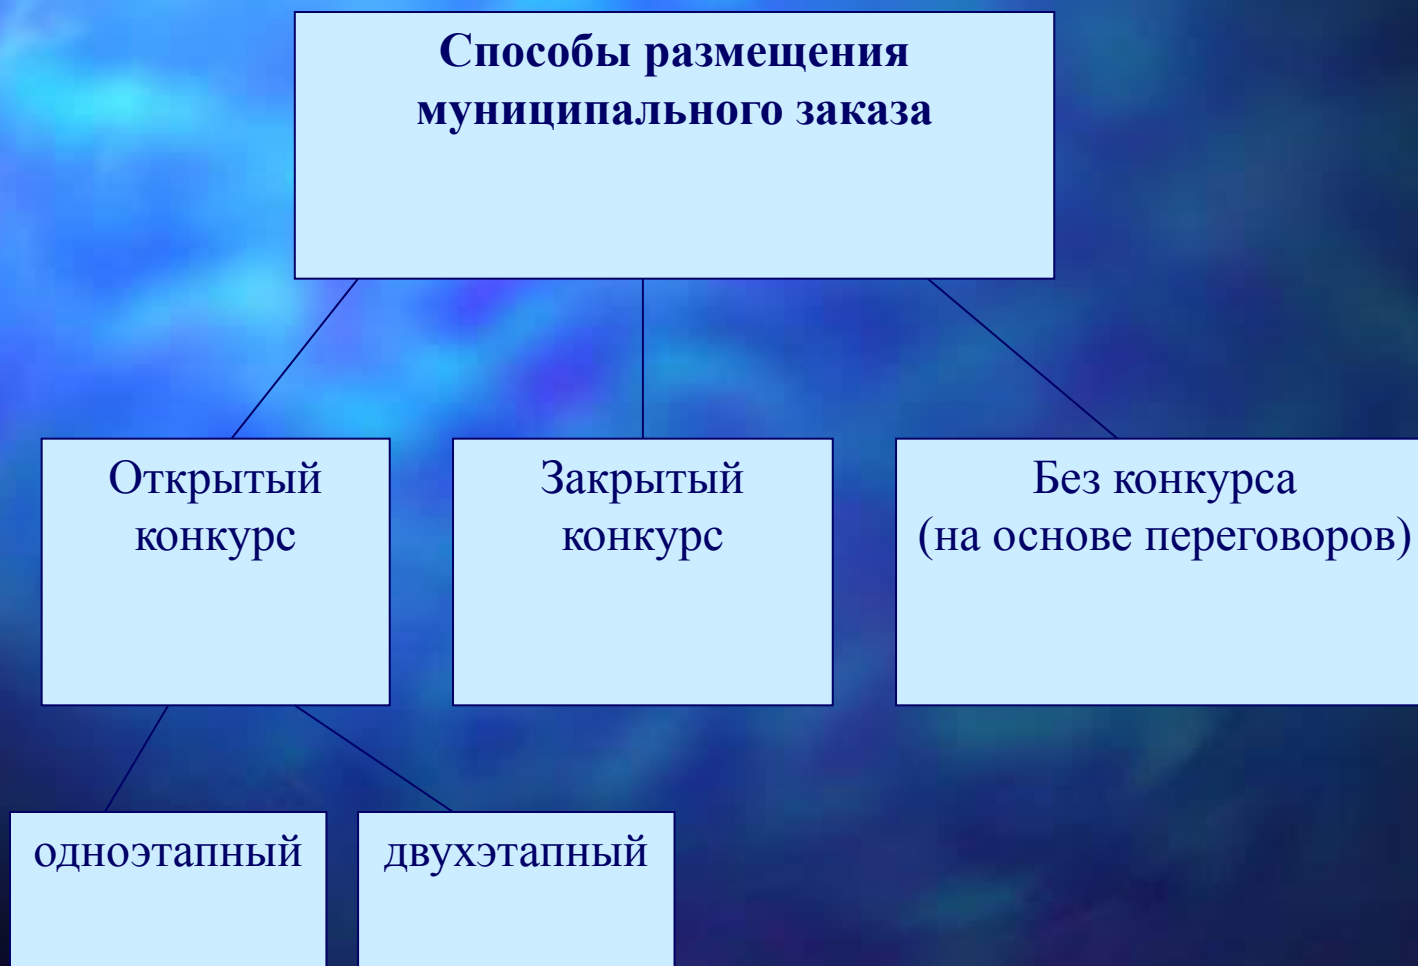 Способы размещения
муниципального заказа
Открытый
конкурс
Закрытый
конкурс
Без конкурса
(на основе переговоров)
одноэтапный
двухэтапный